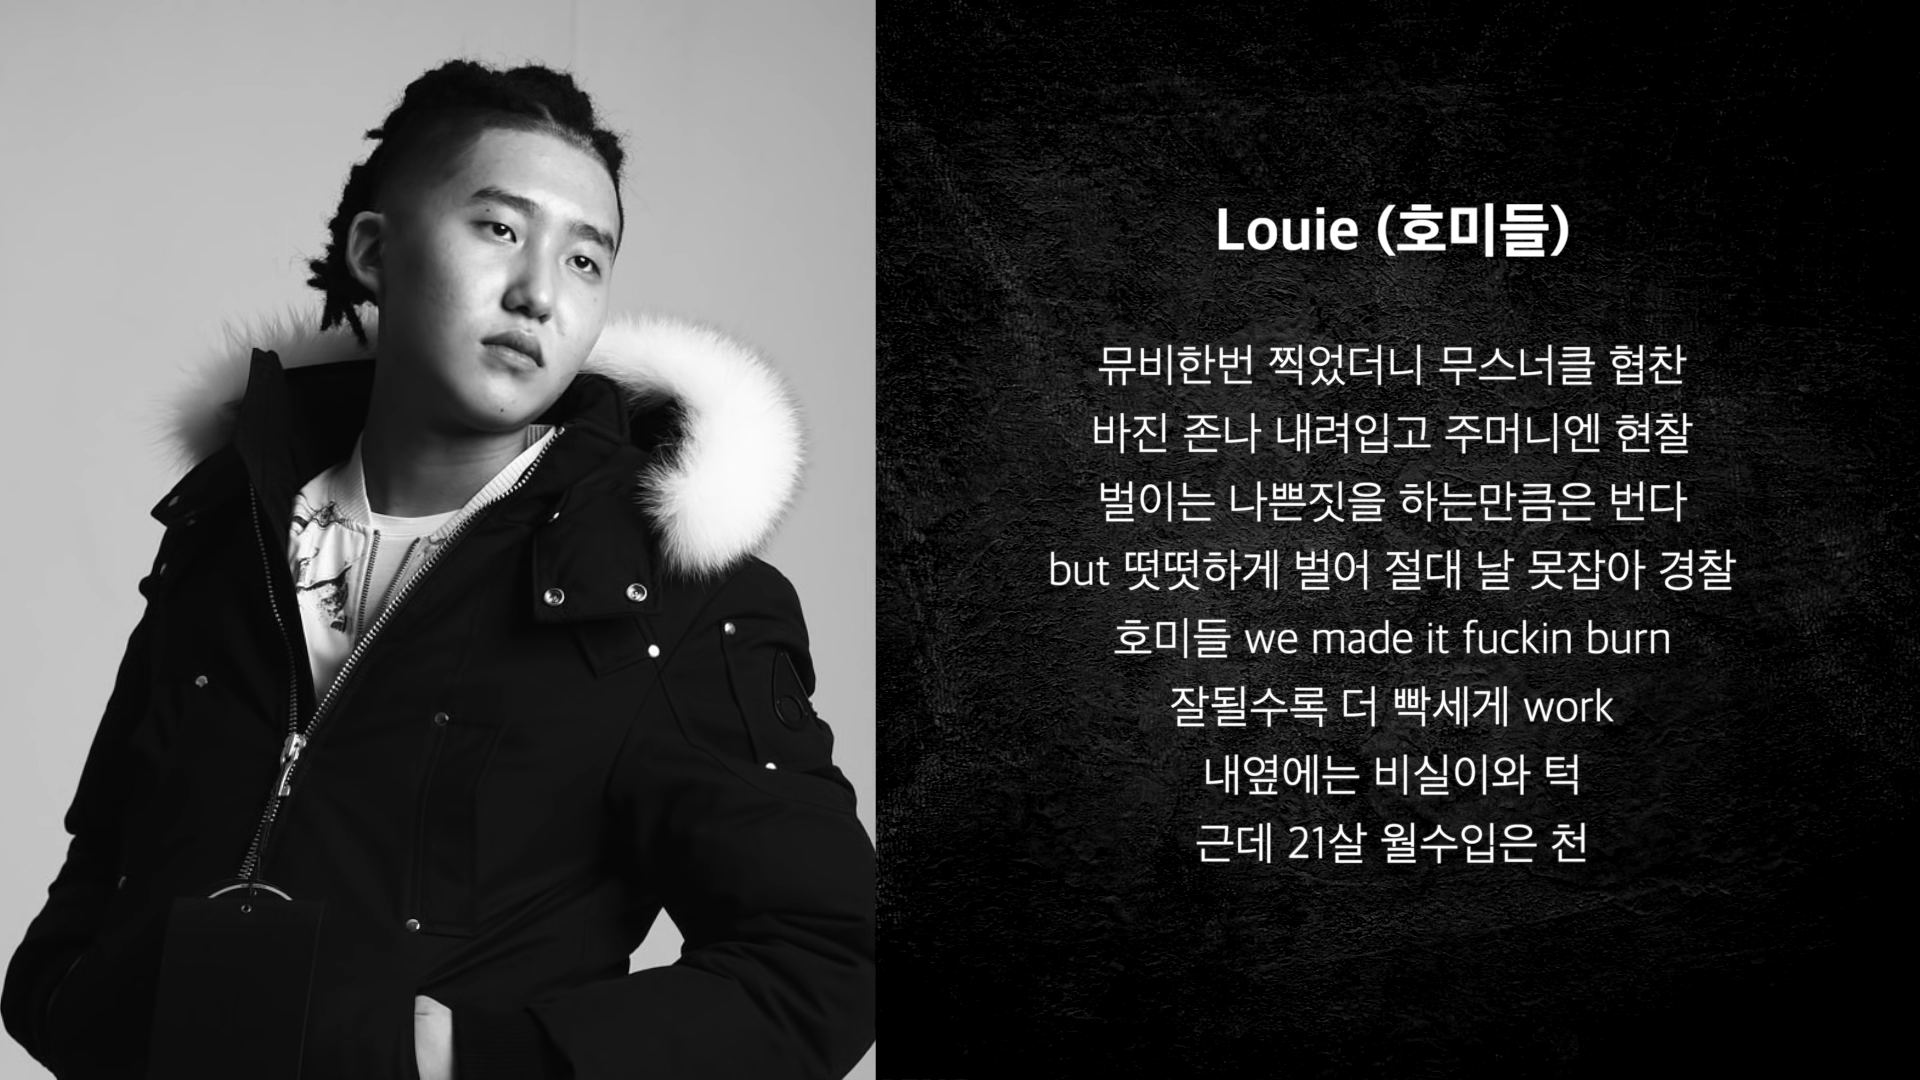 Louie (호미들)
뮤비한번 찍었더니 무스너클 협찬
바진 존나 내려입고 주머니엔 현찰
벌이는 나쁜짓을 하는만큼은 번다
but 떳떳하게 벌어 절대 날 못잡아 경찰
호미들 we made it fuckin burn
잘될수록 더 빡세게 work
내옆에는 비실이와 턱
근데 21살 월수입은 천